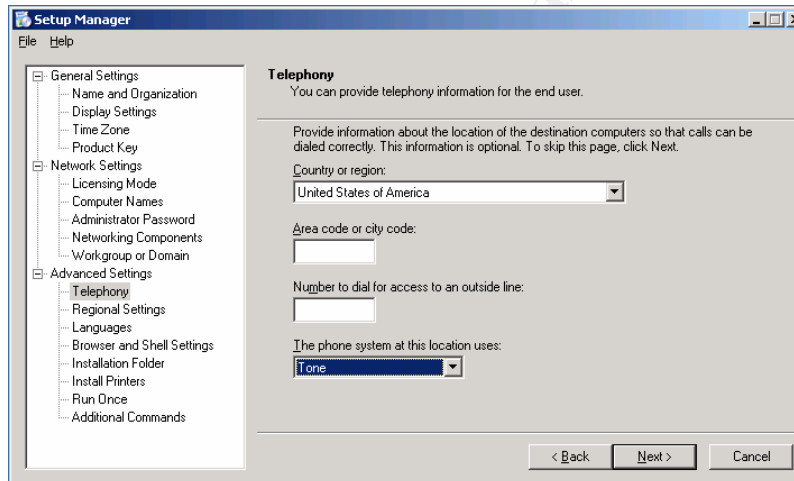 Setup Manager
File Help
General Settings
Name and Organization
Display Settings
Time Zone
Product Key
Network Settings
Licensing Mode
Computer Names
Administrator Password
Networking Components
Workgroup or Domain
Advanced Settings
Telephony
Regional Settings
Languages
Browser and Shell Settings
Installation Folder
Install Printers
Run Once
Additional Commands
Telephony
You can provide telephony information for the end user.
Provide information about the location of the destination computers so that calls can be
dialed correctly. This information is optional. To skip this page, click Next.
Country or region:
United States of America
Area code or city code:
Number to dial for access to an outside line:
The phone system at this location uses:
Tone
< Back Next > Cancel